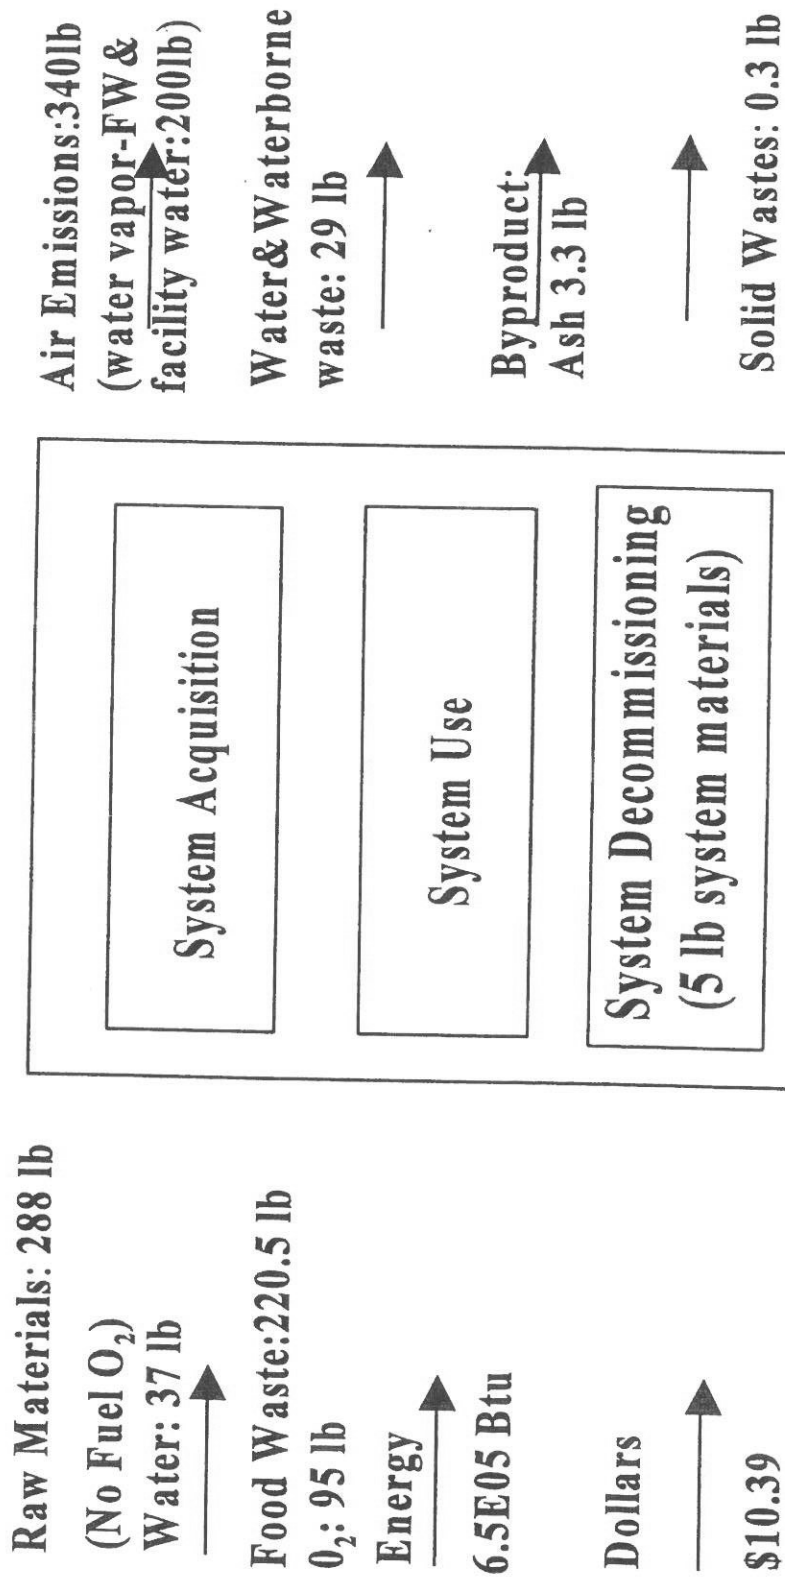 Raw Materials: 288 lb
(No Fuel O₂)
Water: 37 lb
Food Waste:220.5 lb
0₂: 95 lb
Energy
6.5E05 Btu
Dollars
$10.39
System Acquisition
System Use
System Decommissioning
(5 lb system materials)
Air Emissions:340lb
(water vapor-FW&
facility water:200lb)
Water&Waterborne
waste: 29 lb
Byproduct:
Ash 3.3 lb
Solid Wastes: 0.3 lb